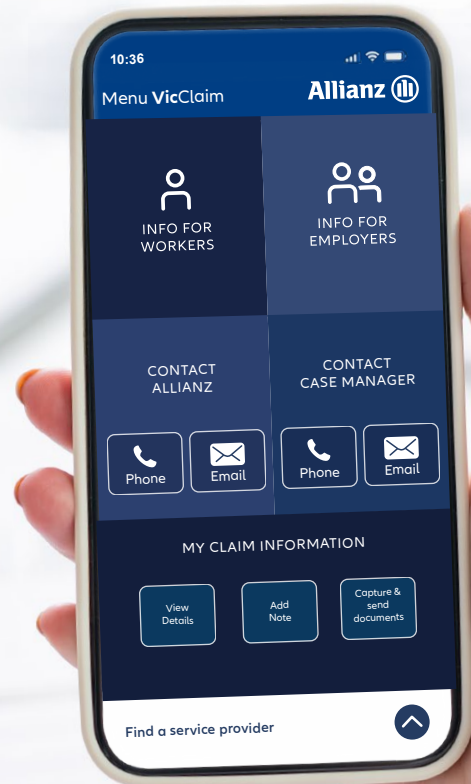 10:36
Menu VicClaim
Allianz
INFO FOR
WORKERS
INFO FOR
EMPLOYERS
CONTACT
ALLIANZ
Phone
Email
CONTACT
CASE MANAGER
Phone
Email
MY CLAIM INFORMATION
View
Details
Add
Note
Capture &
send
documents
Find a service provider